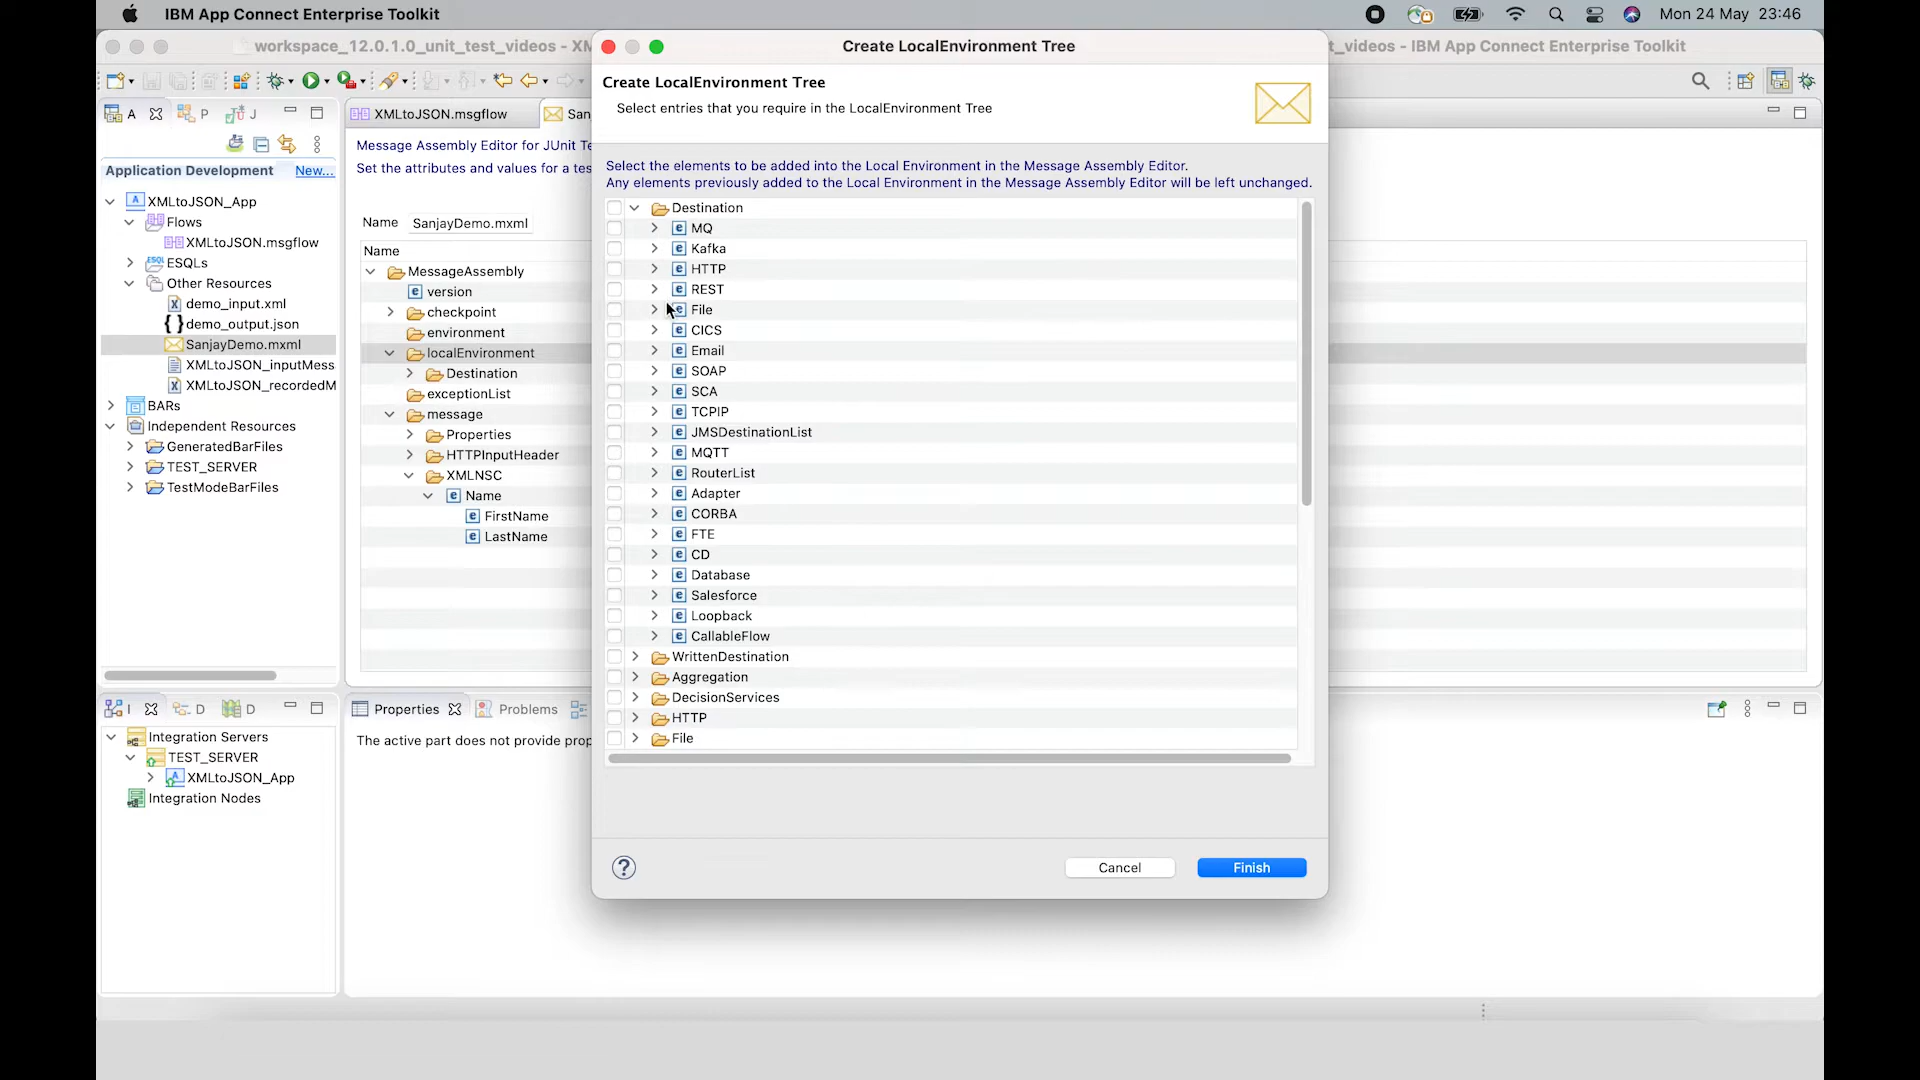 IBM App Connect Enterprise Toolkit
Mon 24 May 23:46
workspace_12.0.1.0_unit_test_videos - XM
Create LocalEnvironment Tree
t_videos - IBM App Connect Enterprise Toolkit
Create LocalEnvironment Tree
Select entries that you require in the LocalEnvironment Tree
A
P
J
XMLtoJSON.msgflow
San
Message Assembly Editor for JUnit Te
Set the attributes and values for a tes
Application Development
New...
XMLtoJSON_App
Flows
XMLtoJSON.msgflow
ESQLs
Other Resources
demo_input.xml
demo_output.json
SanjayDemo.mxml
XMLtoJSON_inputMess
XMLtoJSON_recordedM
BARs
Independent Resources
GeneratedBarFiles
TEST_SERVER
TestModeBarFiles
Name SanjayDemo.mxml
Name
MessageAssembly
version
checkpoint
environment
localEnvironment
Destination
exceptionList
message
Properties
HTTPInputHeader
XMLNSC
Name
FirstName
LastName
Select the elements to be added into the Local Environment in the Message Assembly Editor.
Any elements previously added to the Local Environment in the Message Assembly Editor will be left unchanged.
Destination
MQ
Kafka
HTTP
REST
File
CICS
Email
SOAP
SCA
TCPIP
JMSDestinationList
MQTT
RouterList
Adapter
CORBA
FTE
CD
Database
Salesforce
Loopback
CallableFlow
WrittenDestination
Aggregation
DecisionServices
HTTP
File
Cancel
Finish
I
D
D
Integration Servers
TEST_SERVER
XMLtoJSON_App
Integration Nodes
Properties
Problems
The active part does not provide prop